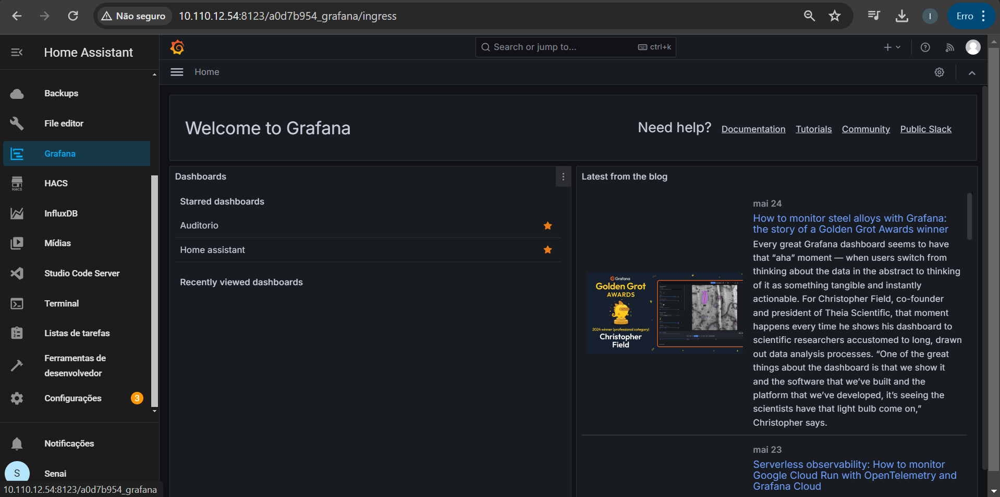 Não seguro
10.110.12.54:8123/a0d7b954_grafana/ingress
I
Erro
Home Assistant
Backups
File editor
Grafana
HACS
HACS
InfluxDB
Mídias
Studio Code Server
Terminal
Listas de tarefas
Ferramentas de
desenvolvedor
Configurações
3
Notificações
S
Senai
10.110.12.54:8123/a0d7b954_grafana
Search or jump to...
ctrl+k
Home
Welcome to Grafana
Need help?
Documentation
Tutorials
Community
Public Slack
Dashboards
Starred dashboards
Auditorio
Home assistant
Recently viewed dashboards
Latest from the blog
Grafana
Golden Grot
AWARDS
2024 winner (professional category)
Christopher
Field
mai 24
How to monitor steel alloys with Grafana:
the story of a Golden Grot Awards winner
Every great Grafana dashboard seems to have
that “aha” moment — when users switch from
thinking about the data in the abstract to thinking
of it as something tangible and instantly
actionable. For Christopher Field, co-founder
and president of Theia Scientific, that moment
happens every time he shows his dashboard to
scientific researchers accustomed to long, drawn
out data analysis processes. “One of the great
things about the dashboard is that we show it
and the software that we’ve built and the
platform that we’ve developed, it’s seeing the
scientists have that light bulb come on,”
Christopher says.
mai 23
Serverless observability: How to monitor
Google Cloud Run with OpenTelemetry and
Grafana Cloud